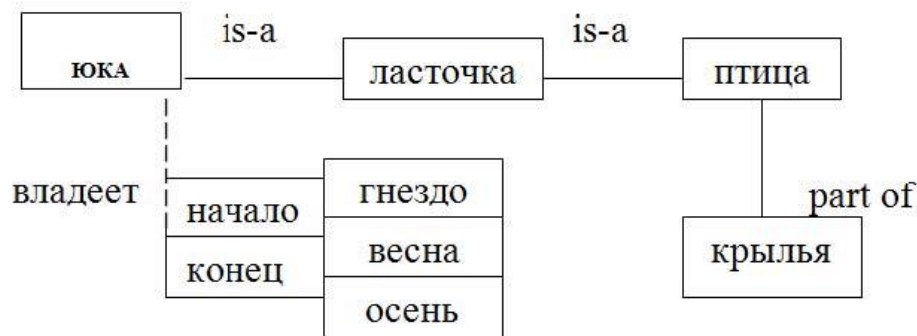 is-a
is-a
ЮКА
ласточка
птица
владеет
гнездо
начало
весна
конец
осень
part of
крылья